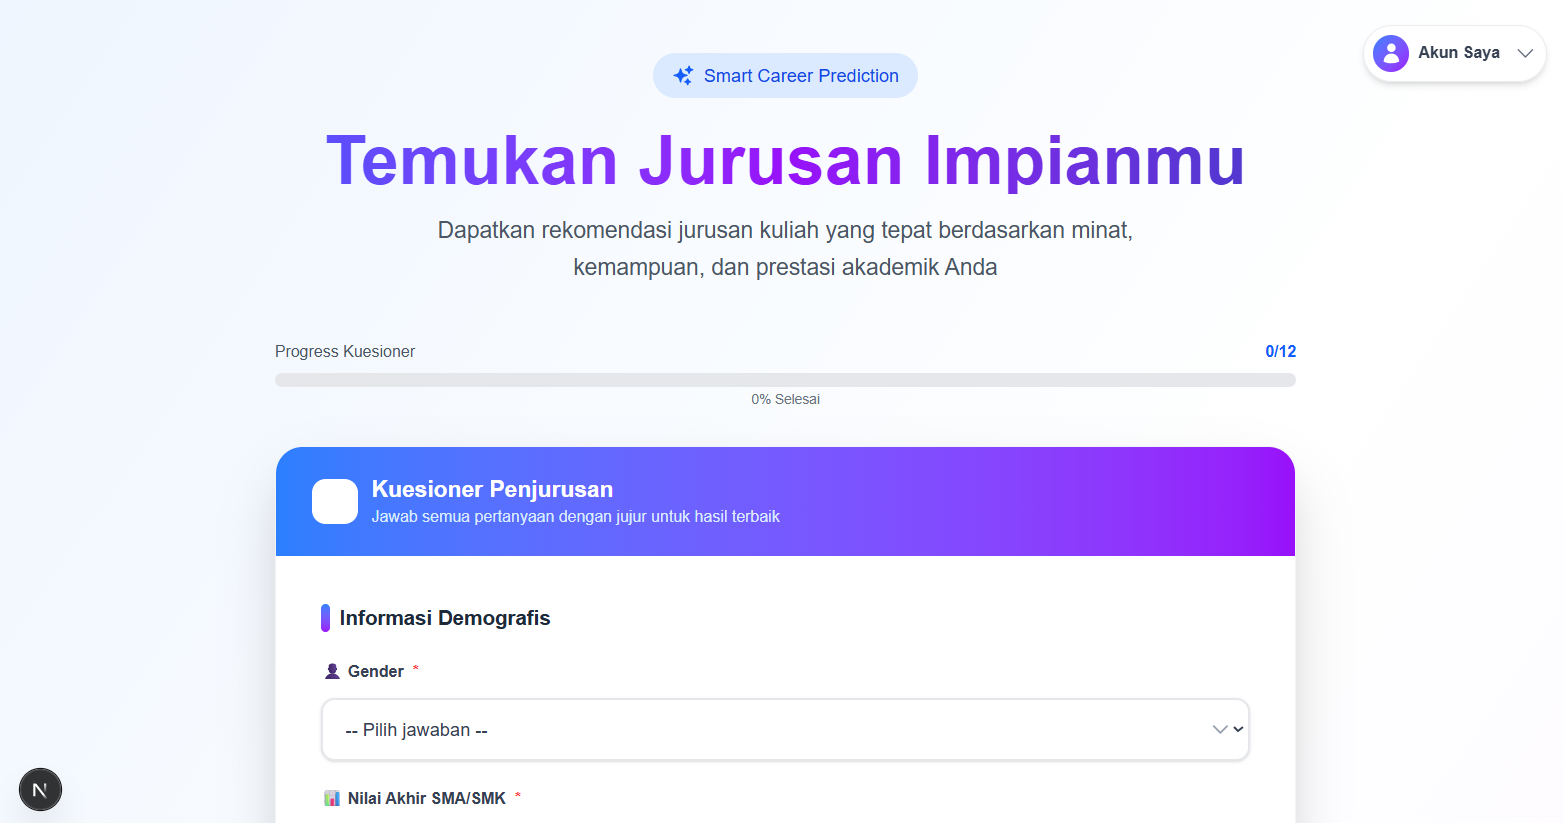 Akun Saya
Smart Career Prediction
Temukan Jurusan Impianmu
Dapatkan rekomendasi jurusan kuliah yang tepat berdasarkan minat,
kemampuan, dan prestasi akademik Anda
Progress Kuesioner
0/12
0% Selesai
Kuesioner Penjurusan
Jawab semua pertanyaan dengan jujur untuk hasil terbaik
Informasi Demografis
Gender *
-- Pilih jawaban --
Nilai Akhir SMA/SMK *
N